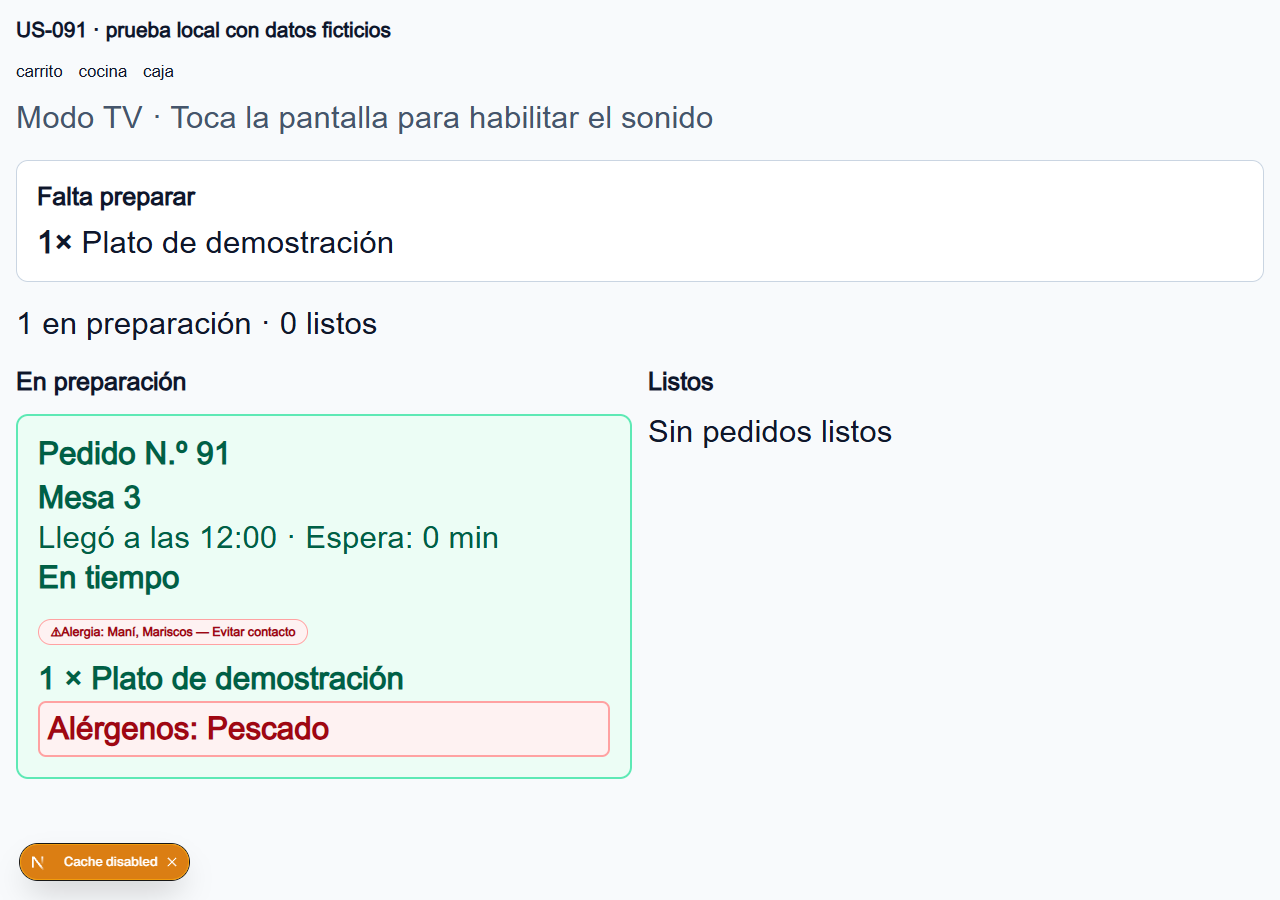 US-091 · prueba local con datos ficticios
carrito cocina caja
Modo TV · Toca la pantalla para habilitar el sonido
Falta preparar
1× Plato de demostración
1 en preparación · 0 listos
En preparación
Pedido N.º 91
Mesa 3
Llegó a las 12:00 · Espera: 0 min
En tiempo
⚠Alergia: Maní, Mariscos — Evitar contacto
1 × Plato de demostración
Alérgenos: Pescado
Listos
Sin pedidos listos
N Cache disabled ×